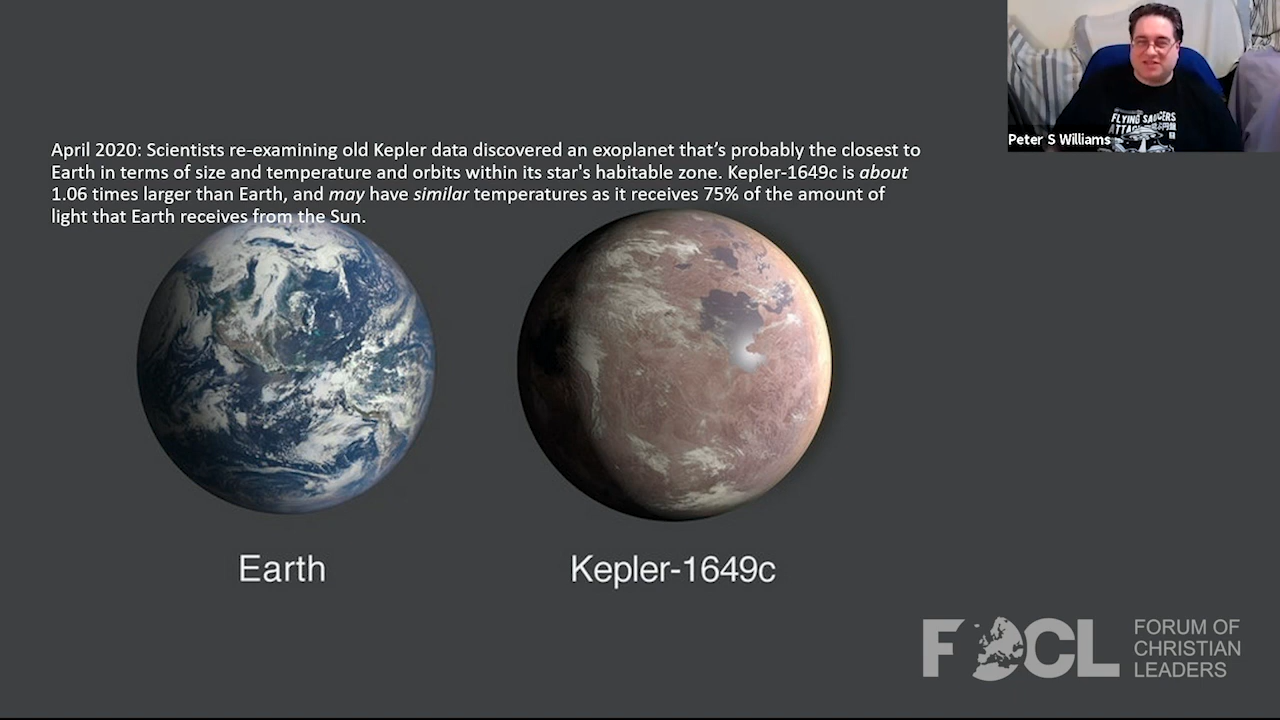 April 2020: Scientists re-examining old Kepler data discovered an exoplanet that’s probably the closest to
Earth in terms of size and temperature and orbits within its star's habitable zone. Kepler-1649c is about
1.06 times larger than Earth, and may have similar temperatures as it receives 75% of the amount of
light that Earth receives from the Sun.
FLYING SAUCERS
Peter S Williams
Earth
Kepler-1649c
FOCL
FORUM OF
CHRISTIAN
LEADERS